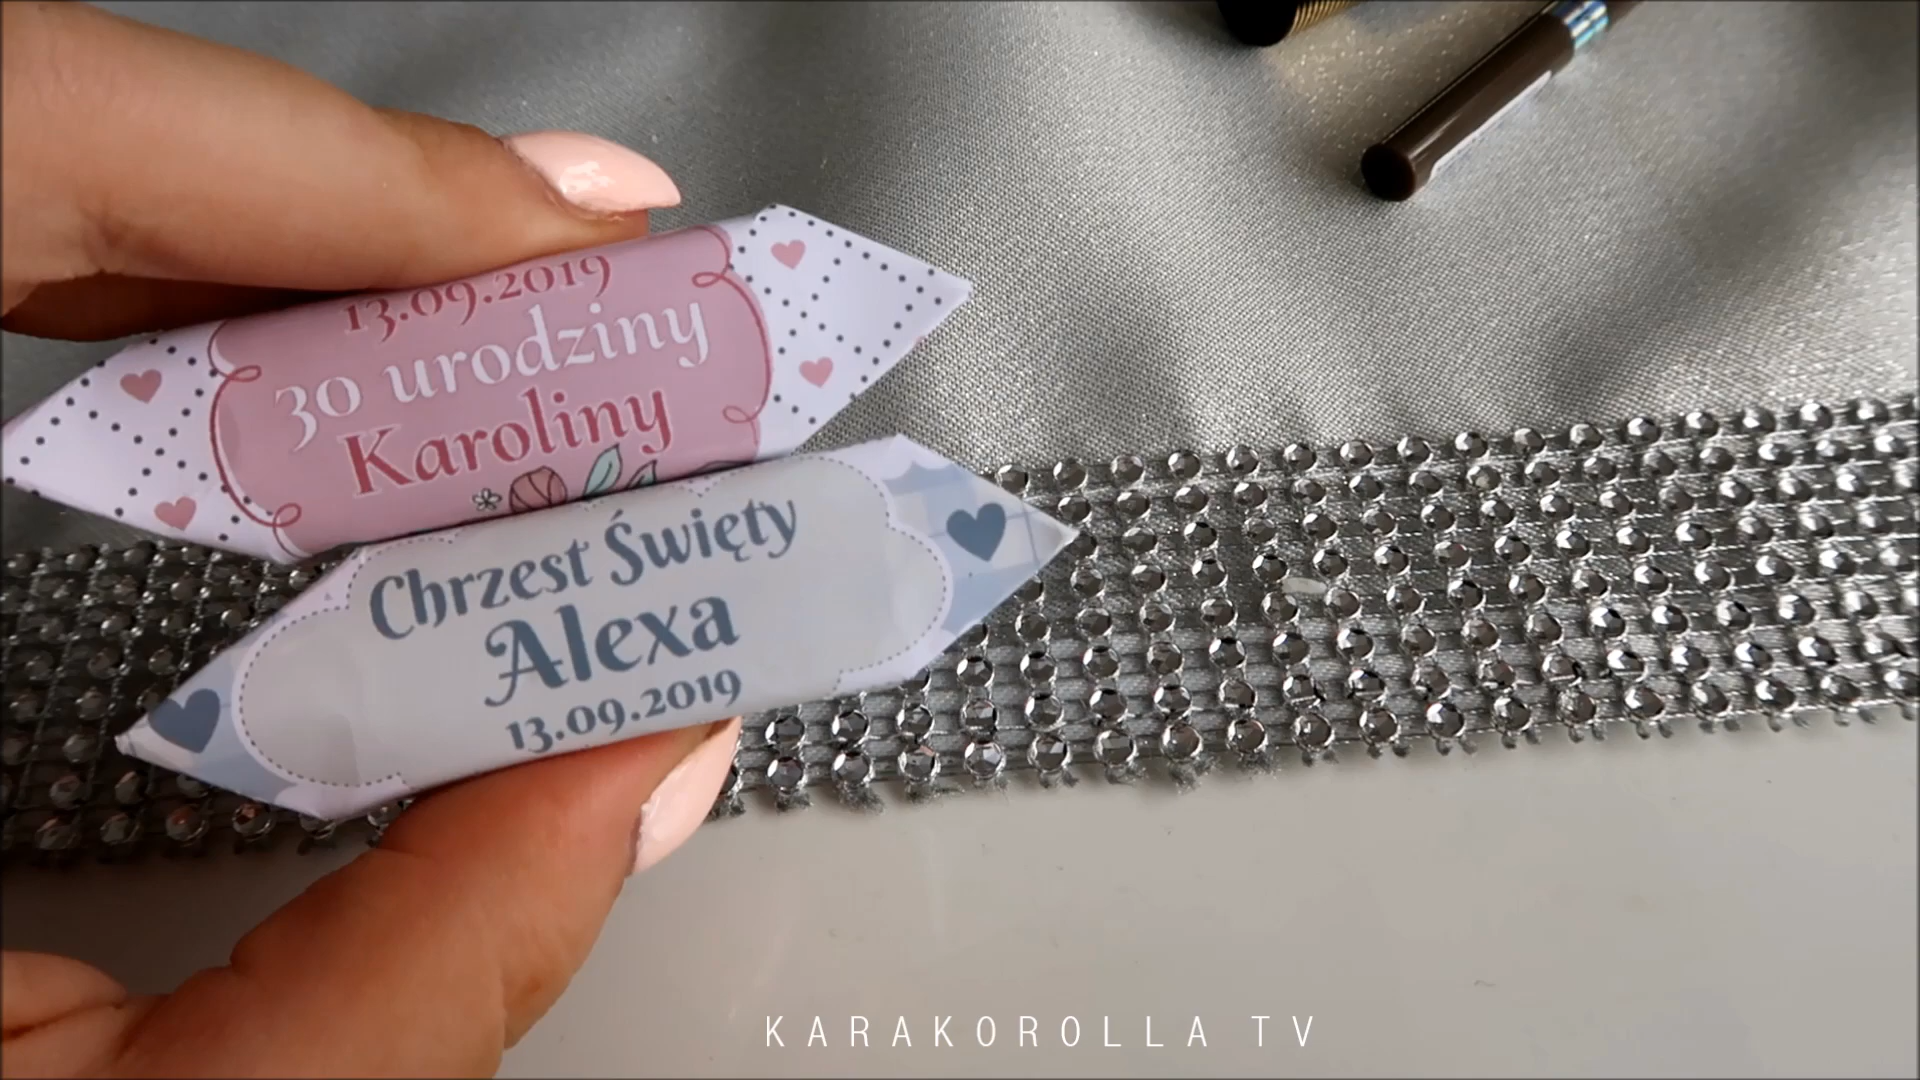 13.09.2019
30 urodziny
Karoliny
Chrzest Święty
Alexa
13.09.2019
KARAKOROLLA TV